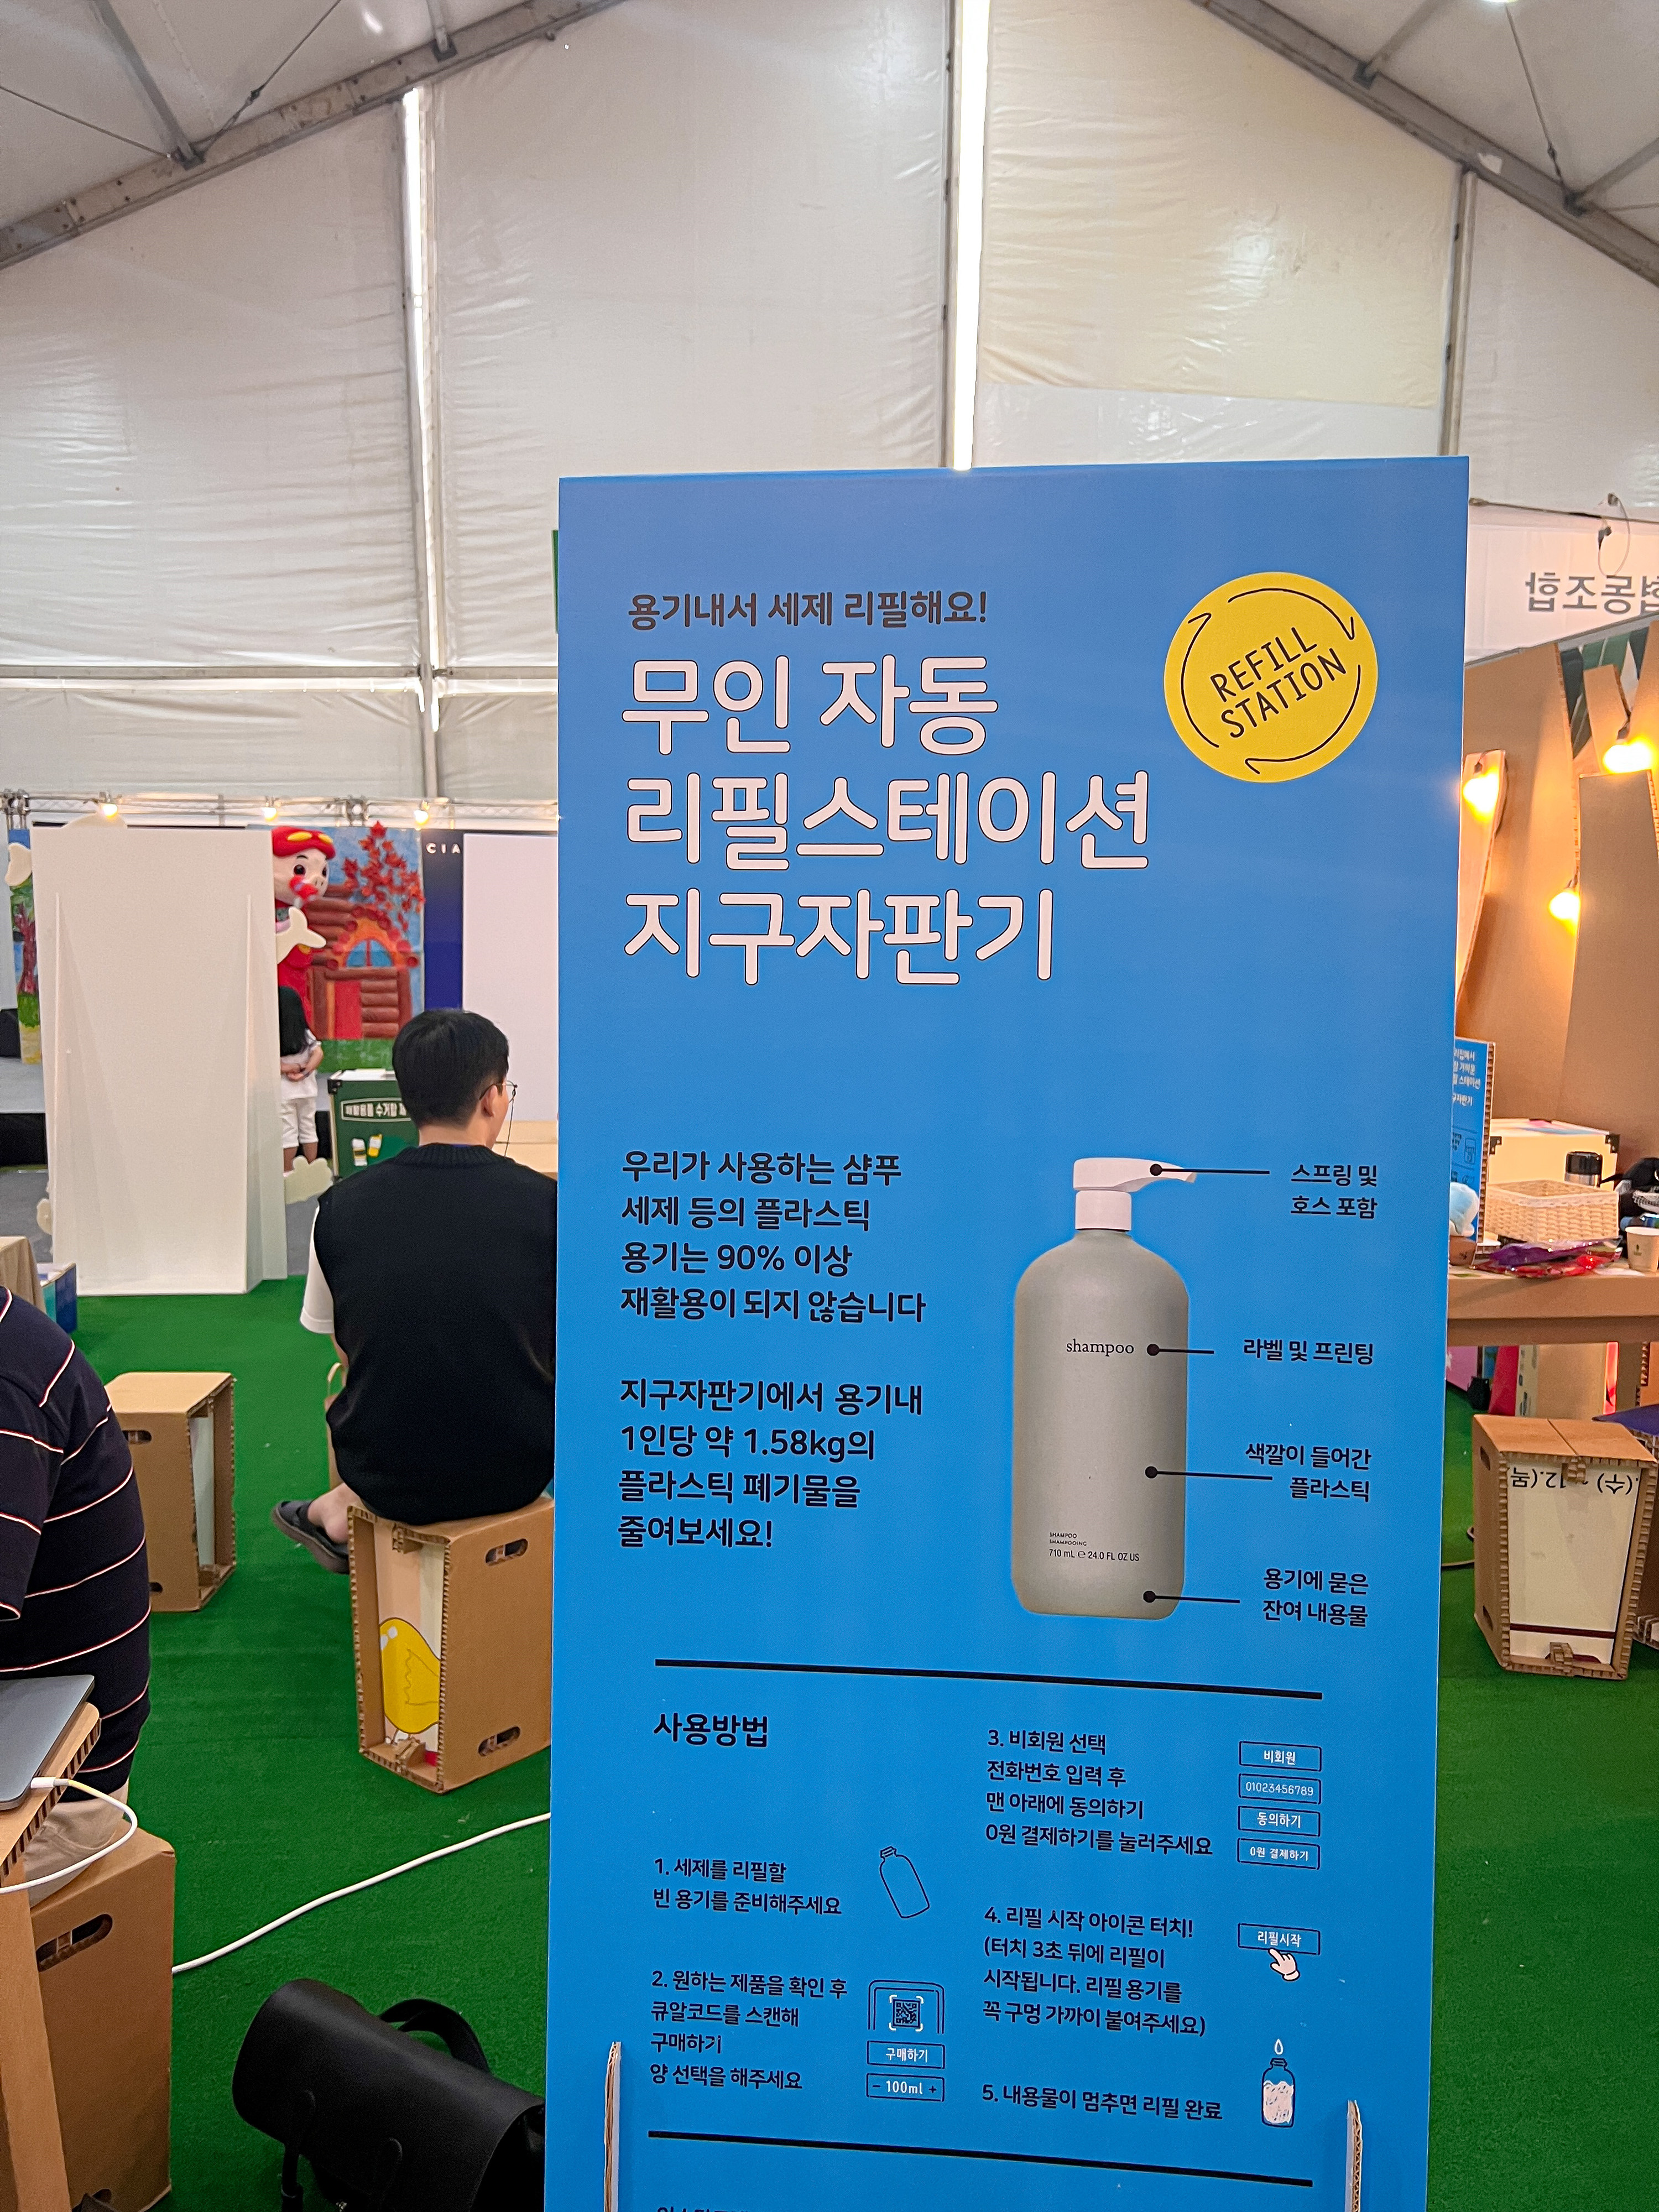 용기내서 세제 리필해요!
무인 자동
리필스테이션
지구자판기
REFILL
STATION
우리가 사용하는 샴푸
세제 등의 플라스틱
용기는 90% 이상
재활용이 되지 않습니다
지구자판기에서 용기내
1인당 약 1.58kg의
플라스틱 폐기물을
줄여보세요!
스프링 및
호스 포함
라벨 및 프린팅
색깔이 들어간
플라스틱
용기에 묻은
잔여 내용물
shampoo
SHAMPOO
SHAMPOOING
710 mL ℮ 24.0 FL OZ US
사용방법
1. 세제를 리필할
빈 용기를 준비해주세요
2. 원하는 제품을 확인 후
큐알코드를 스캔해
구매하기
양 선택을 해주세요
구매하기
- 100ml +
3. 비회원 선택
전화번호 입력 후
맨 아래에 동의하기
0원 결제하기를 눌러주세요
비회원
01023456789
동의하기
0원 결제하기
4. 리필 시작 아이콘 터치!
(터치 3초 뒤에 리필이
시작됩니다. 리필 용기를
꼭 구멍 가까이 붙여주세요)
리필시작
5. 내용물이 멈추면 리필 완료
협동조합
CIA
.(수) ~ 12.(목)